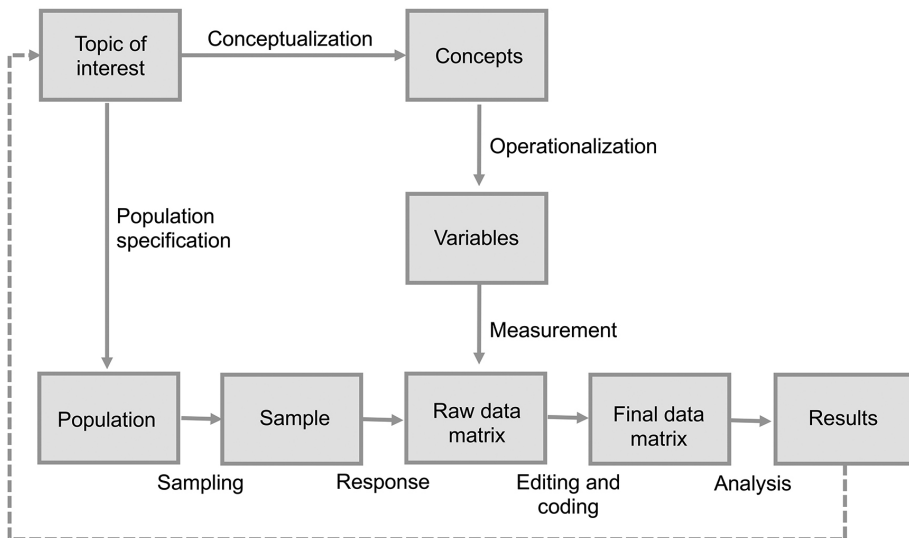 Topic of
interest
Conceptualization
Concepts
Operationalization
Population
specification
Variables
Measurement
Population
Sample
Raw data
matrix
Final data
matrix
Results
Sampling
Response
Editing and
coding
Analysis